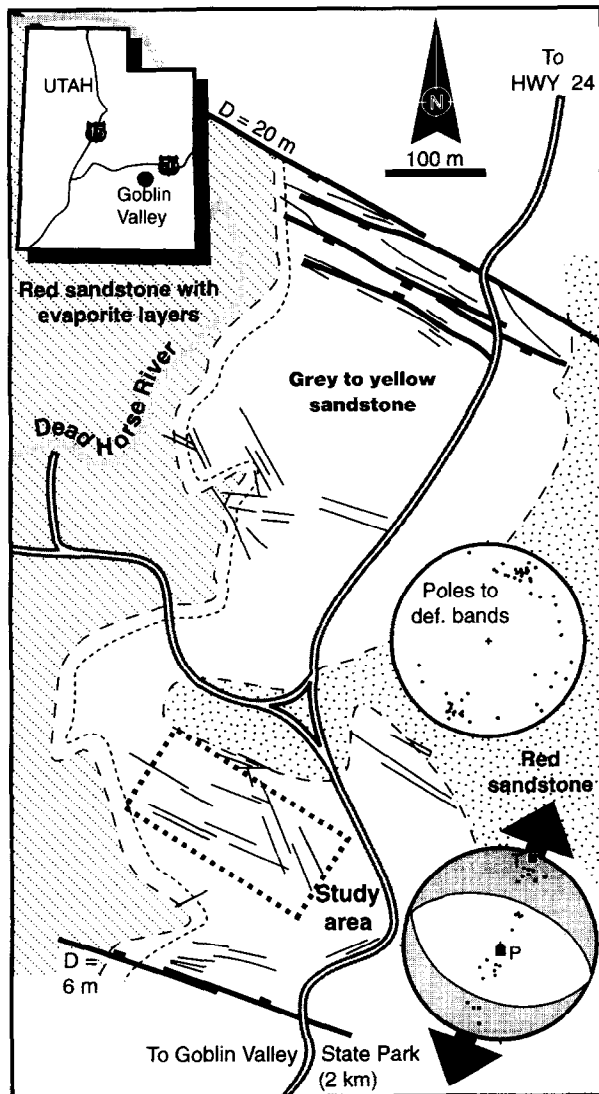 UTAH
15
70
Goblin
Valley
To
HWY 24
N
100 m
D = 20 m
Red sandstone with
evaporite layers
Dead Horse River
Grey to yellow
sandstone
Poles to
def. bands
Red
sandstone
T
P
Study
area
D =
6 m
To Goblin Valley State Park
(2 km)